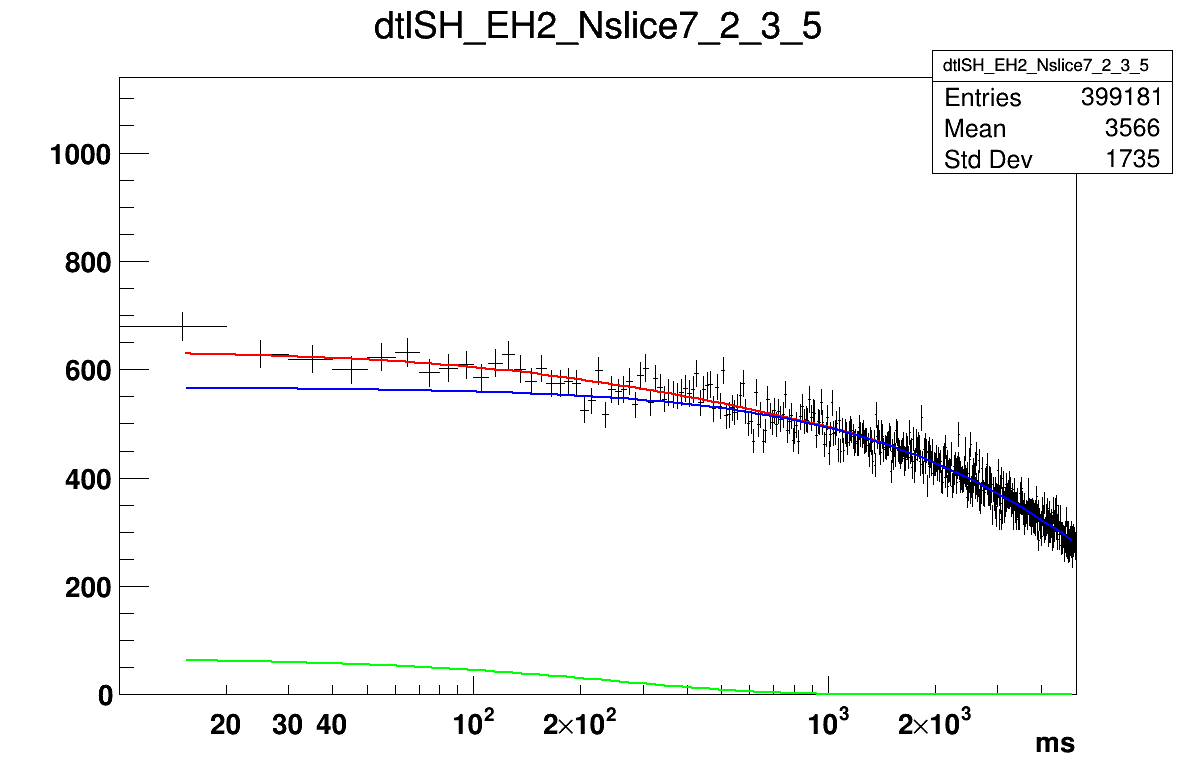 dtlSH_EH2_Nslice7_2_3_5
dtlSH_EH2_Nslice7_2_3_5
Entries 399181
Mean 3566
Std Dev 1735
1000
800
600
400
200
0
20 30 40 10² 2×10² 10³ 2×10³
ms